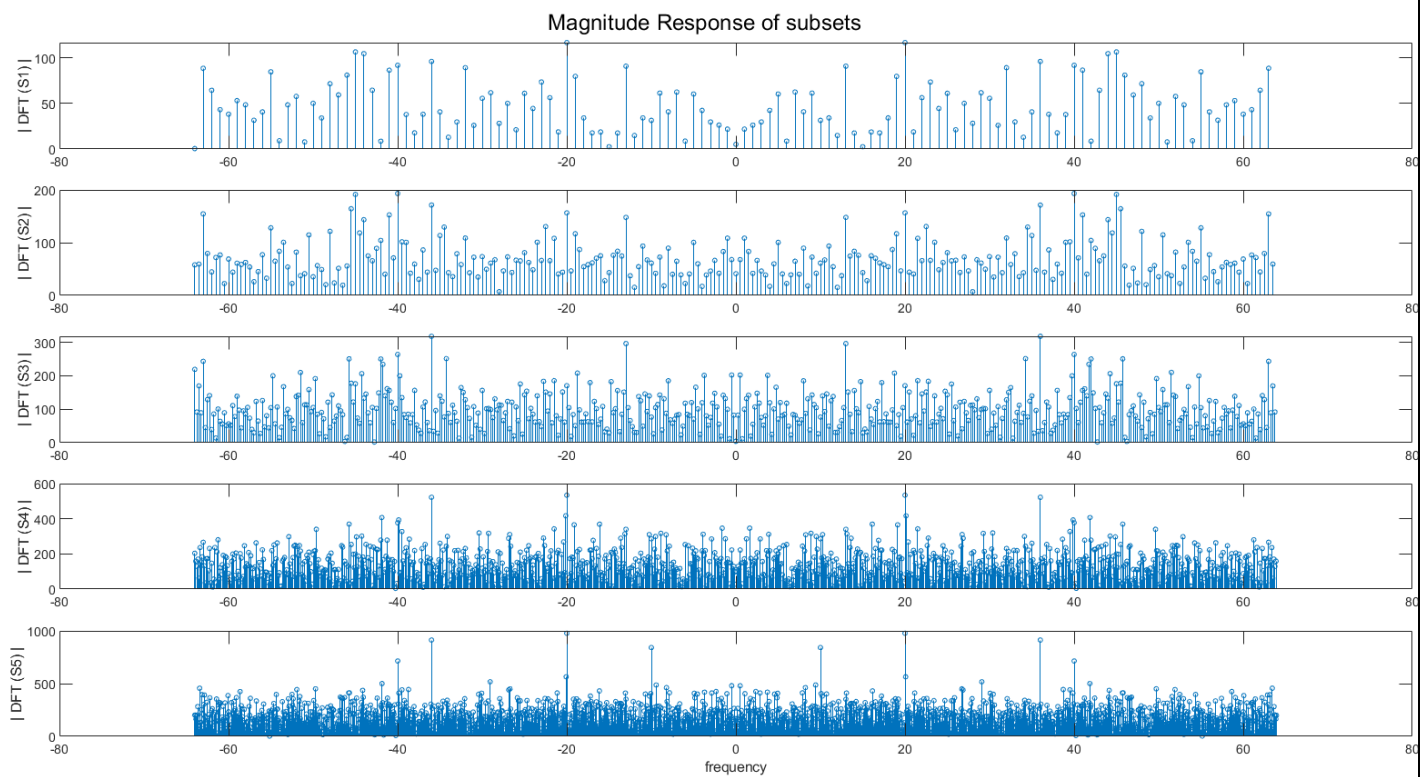 Magnitude Response of subsets
| DFT (S1) |
100
50
0
-80 -60 -40 -20 0 20 40 60 80
| DFT (S2) |
200
100
0
-80 -60 -40 -20 0 20 40 60 80
| DFT (S3) |
300
200
100
0
-80 -60 -40 -20 0 20 40 60 80
| DFT (S4) |
600
400
200
0
-80 -60 -40 -20 0 20 40 60 80
| DFT (S5) |
1000
500
0
-80 -60 -40 -20 0 20 40 60 80
frequency